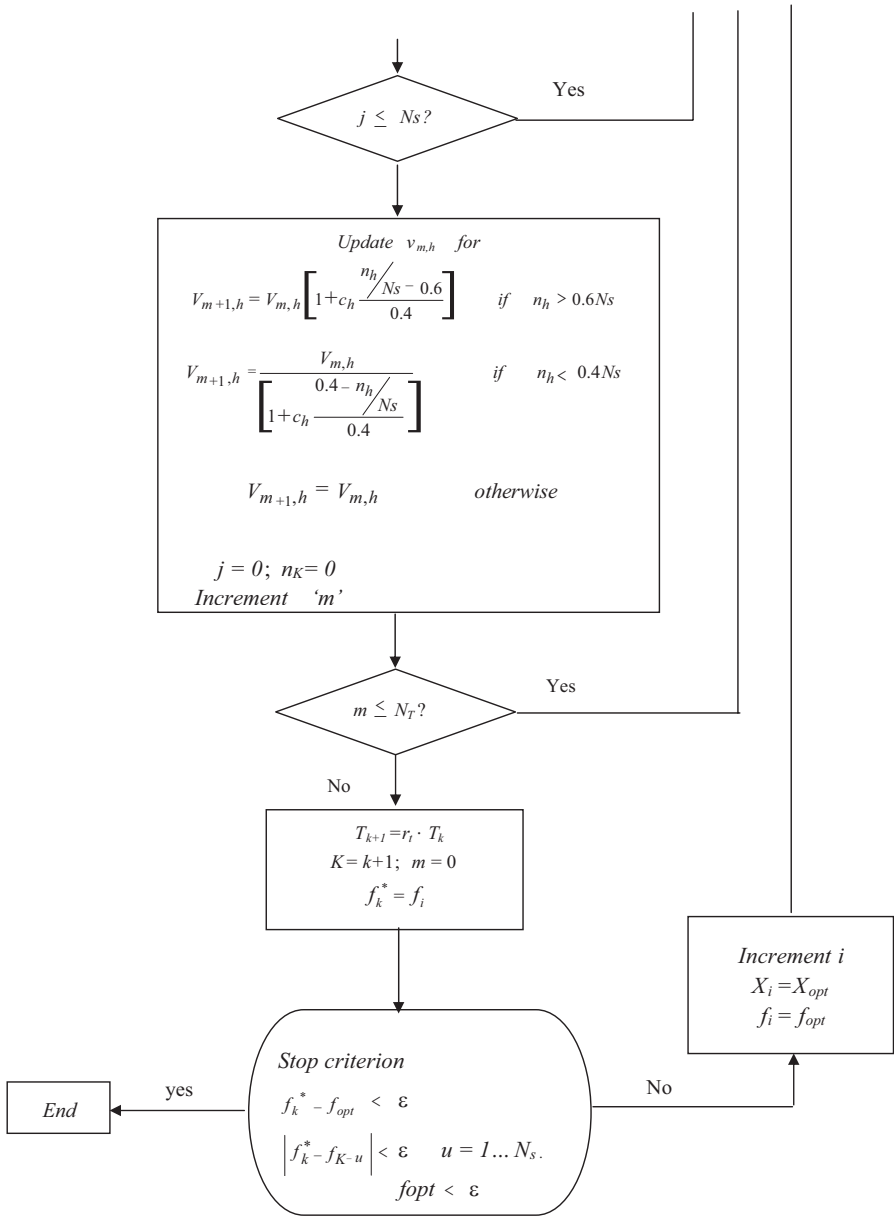 Yes
j ≤ Ns?
Update v_{m,h} for
V_{m+1,h} = V_{m,h} [1+c_h (n_h/Ns − 0.6)/0.4] if n_h > 0.6Ns
V_{m+1,h} = V_{m,h} / [1+c_h (0.4 − n_h/Ns)/0.4] if n_h < 0.4Ns
V_{m+1,h} = V_{m,h} otherwise
j = 0; n_K = 0
Increment ‘m’
Yes
m ≤ N_T?
No
T_{k+1} = r_t · T_k
K = k+1; m = 0
f_k^* = f_i
Increment i
X_i = X_opt
f_i = f_opt
Stop criterion
f_k^* − f_opt < ε
|f_k^* − f_{K-u}| < ε u = 1... N_s.
fopt < ε
yes
End
No